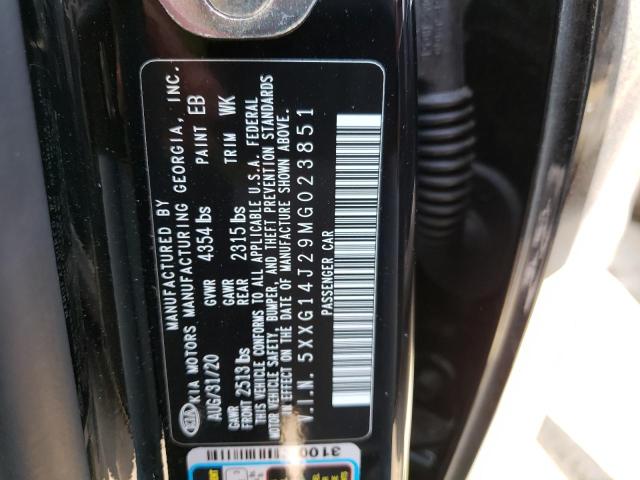 MANUFACTURED BY
KIA KIA MOTORS MANUFACTURING GEORGIA, INC.
AUG/31/20 GVWR 4354 lbs PAINT EB
GAWR FRONT 2513 lbs GAWR REAR 2315 lbs TRIM WK
THIS VEHICLE CONFORMS TO ALL APPLICABLE U.S.A. FEDERAL
MOTOR VEHICLE SAFETY, BUMPER, AND THEFT PREVENTION STANDARDS
IN EFFECT ON THE DATE OF MANUFACTURE SHOWN ABOVE.
V.I.N. 5XXG14J29MG023851
PASSENGER CAR
3100